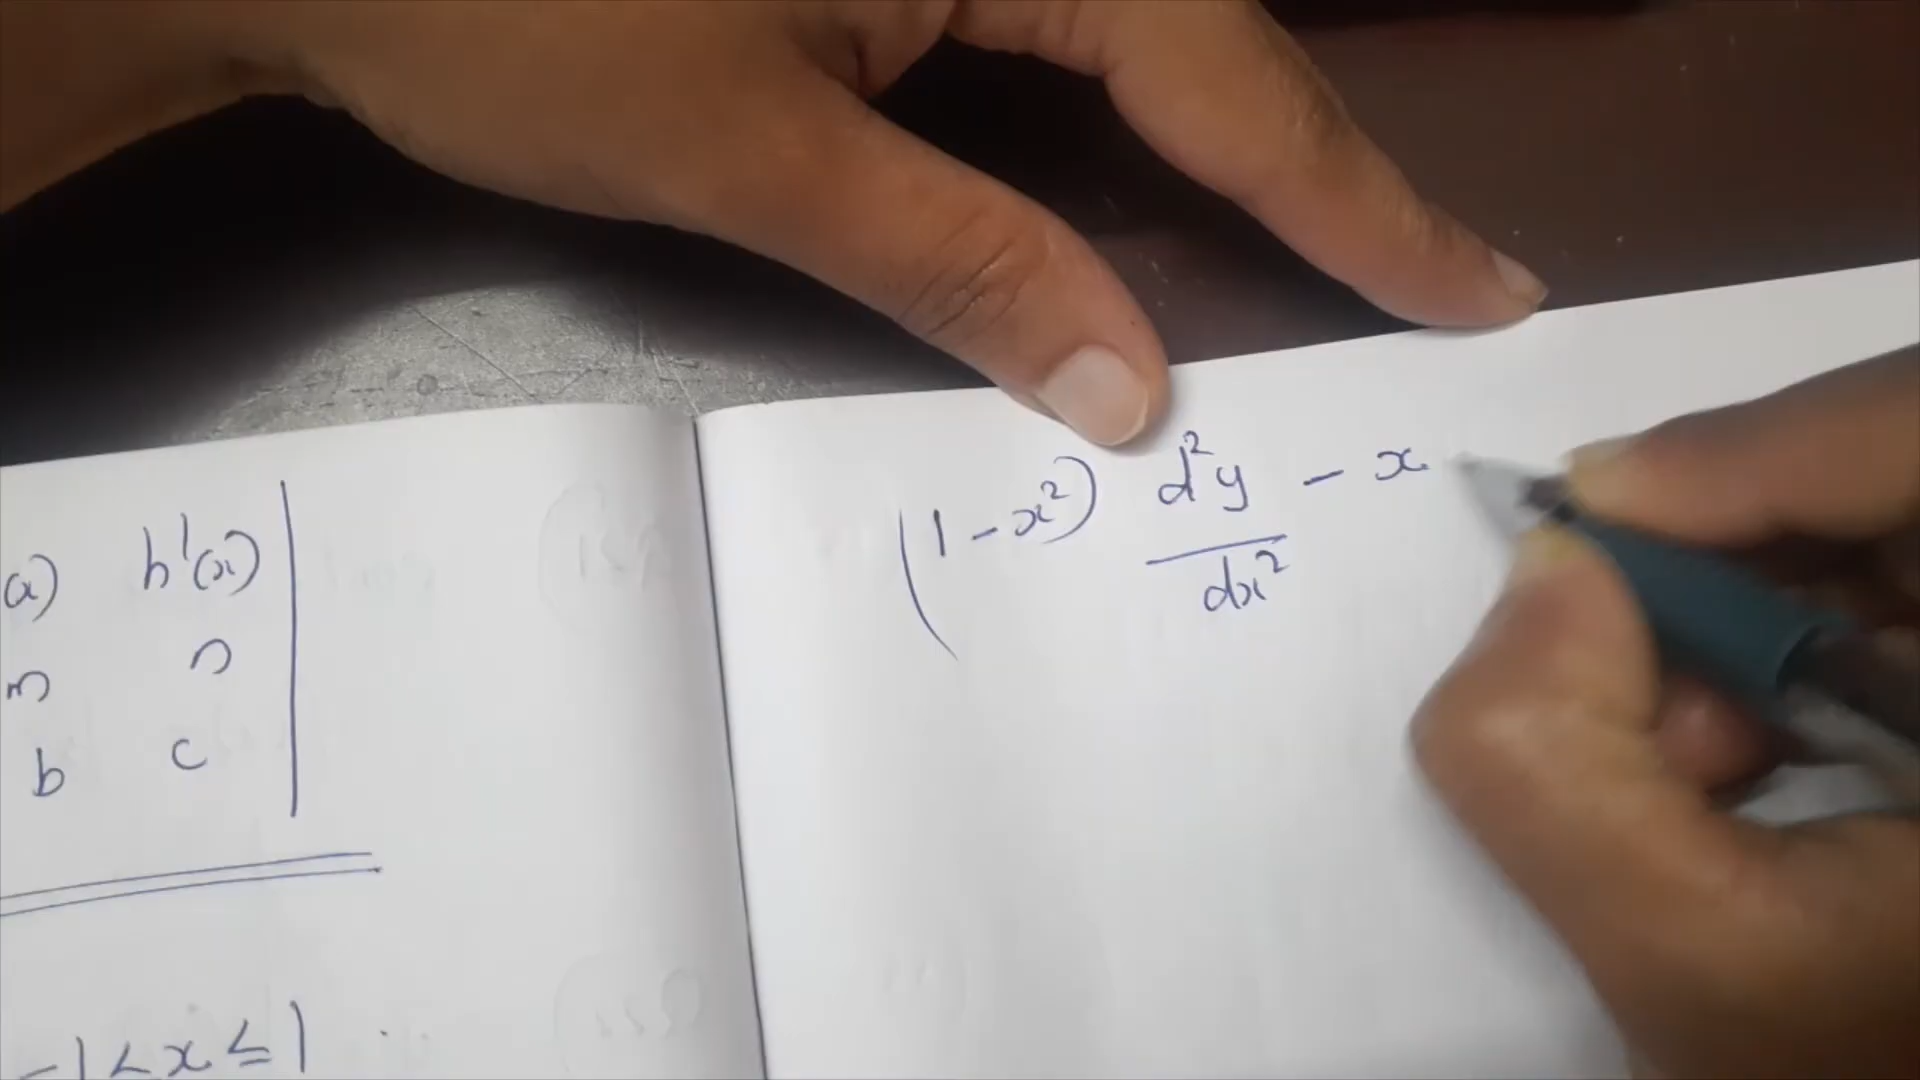 (x) h'(x)
m n
b c
-1 < x ≤ 1
(1-x²) d²y/dx² - x